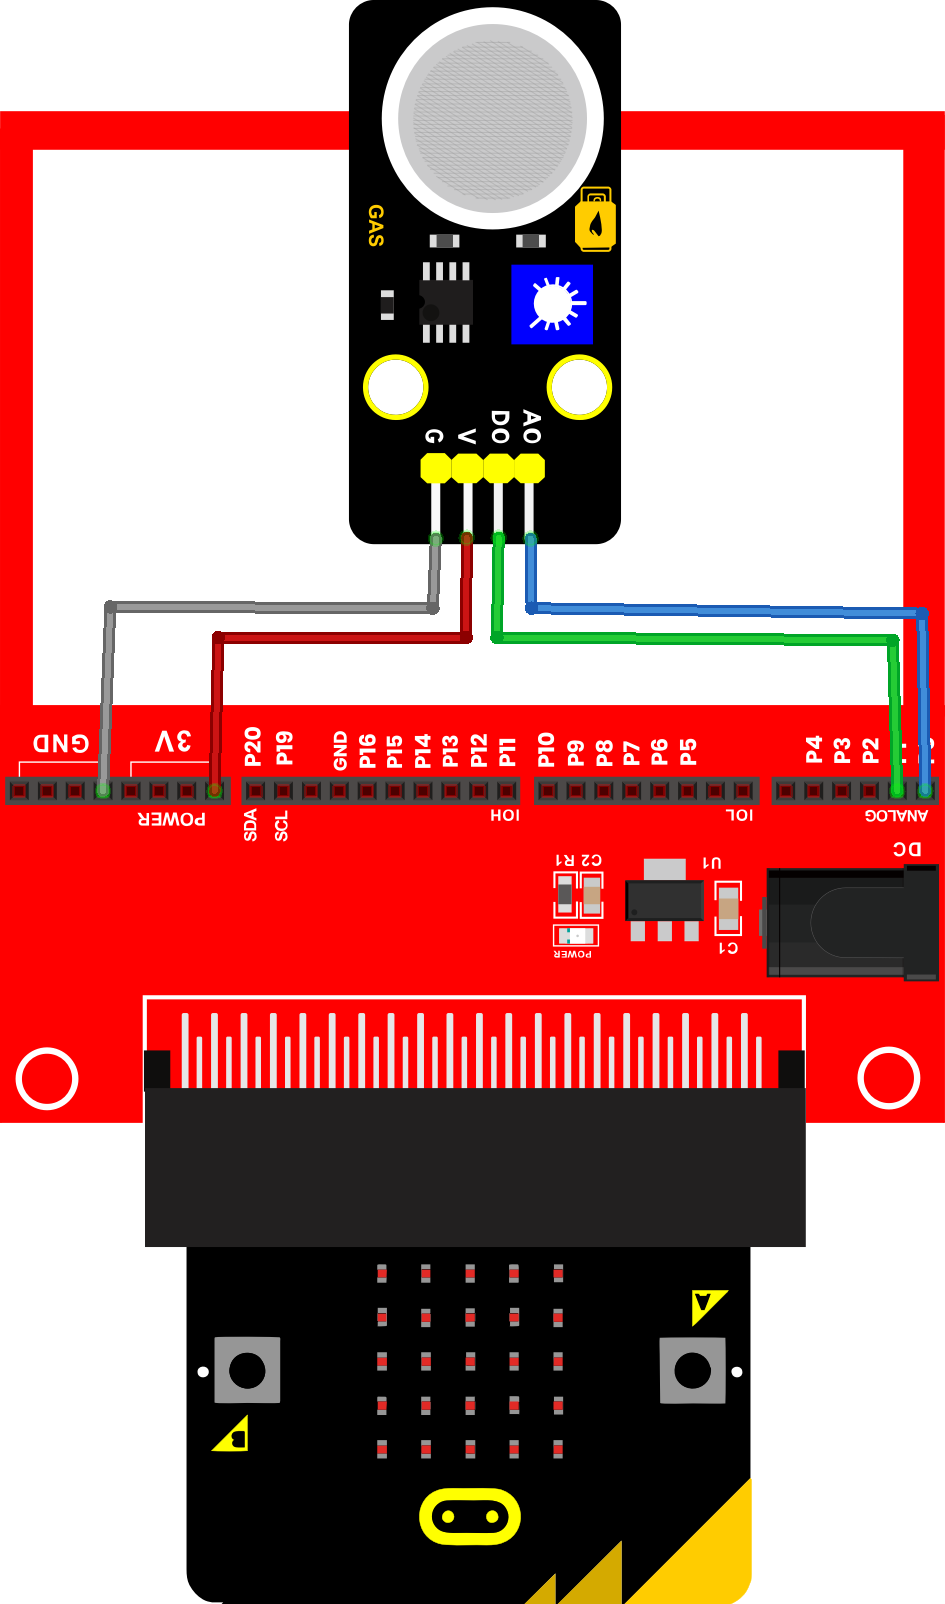 GAS
G
V
DO
AO
GND
3V
P20
P19
GND
P16
P15
P14
P13
P12
P11
P10
P9
P8
P7
P6
P5
P4
P3
P2
POWER
SDA
SCL
IOH
IOL
ANALOG
DC
C2 R1
U1
POWER
C1
A
B